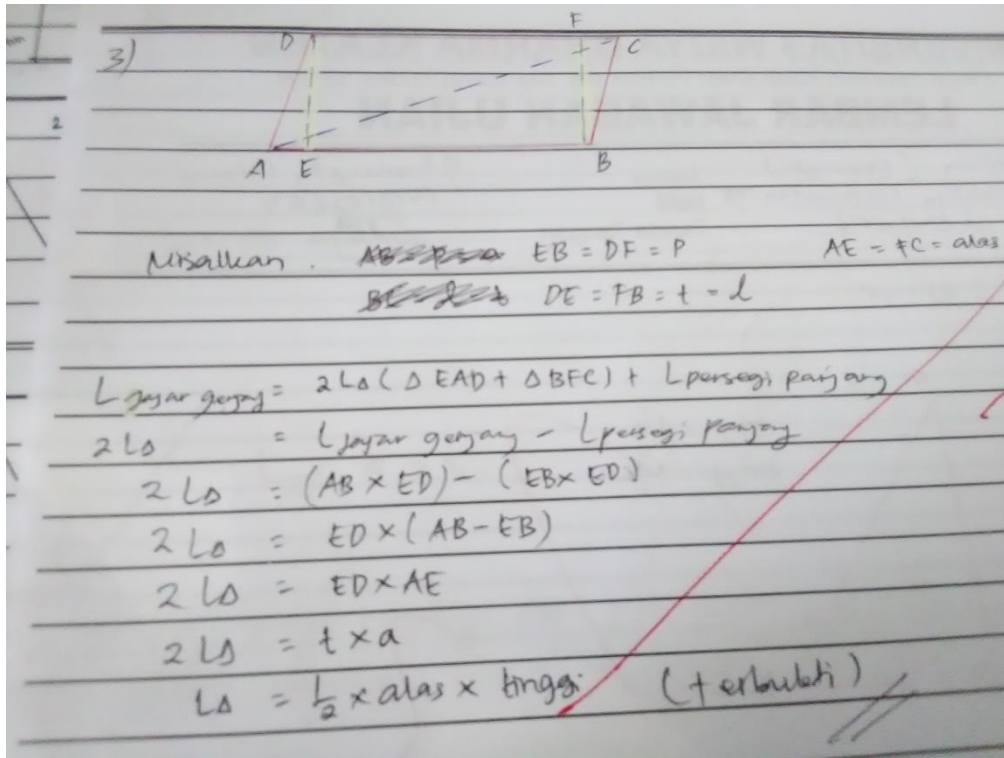 3)
D F C
A E B
Misalkan. EB = DF = P AE = FC = alas
DE = FB = t = l
L jajar genjang = 2 L△ (△ EAD + △ BFC) + L persegi panjang
2 L△ = L jajar genjang - L persegi panjang
2 L△ = (AB × ED) - (EB × ED)
2 L△ = ED × (AB - EB)
2 L△ = ED × AE
2 L△ = t × a
L△ = 1/2 × alas × tinggi (terbukti)
2